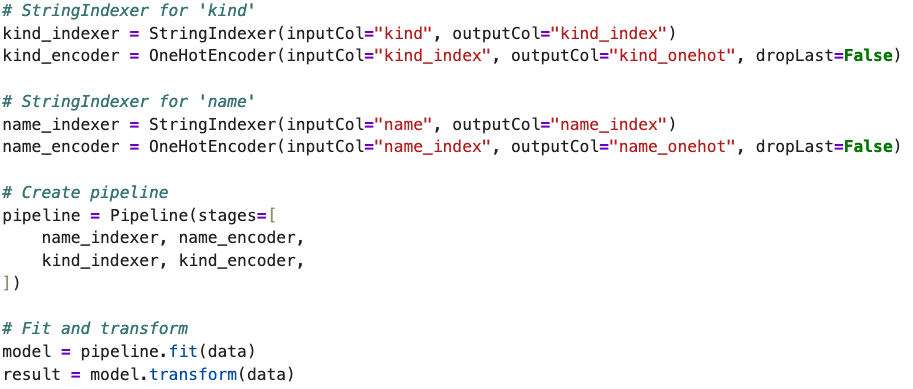 # StringIndexer for 'kind'
kind_indexer = StringIndexer(inputCol="kind", outputCol="kind_index")
kind_encoder = OneHotEncoder(inputCol="kind_index", outputCol="kind_onehot", dropLast=False)

# StringIndexer for 'name'
name_indexer = StringIndexer(inputCol="name", outputCol="name_index")
name_encoder = OneHotEncoder(inputCol="name_index", outputCol="name_onehot", dropLast=False)

# Create pipeline
pipeline = Pipeline(stages=[
    name_indexer, name_encoder,
    kind_indexer, kind_encoder,
])

# Fit and transform
model = pipeline.fit(data)
result = model.transform(data)